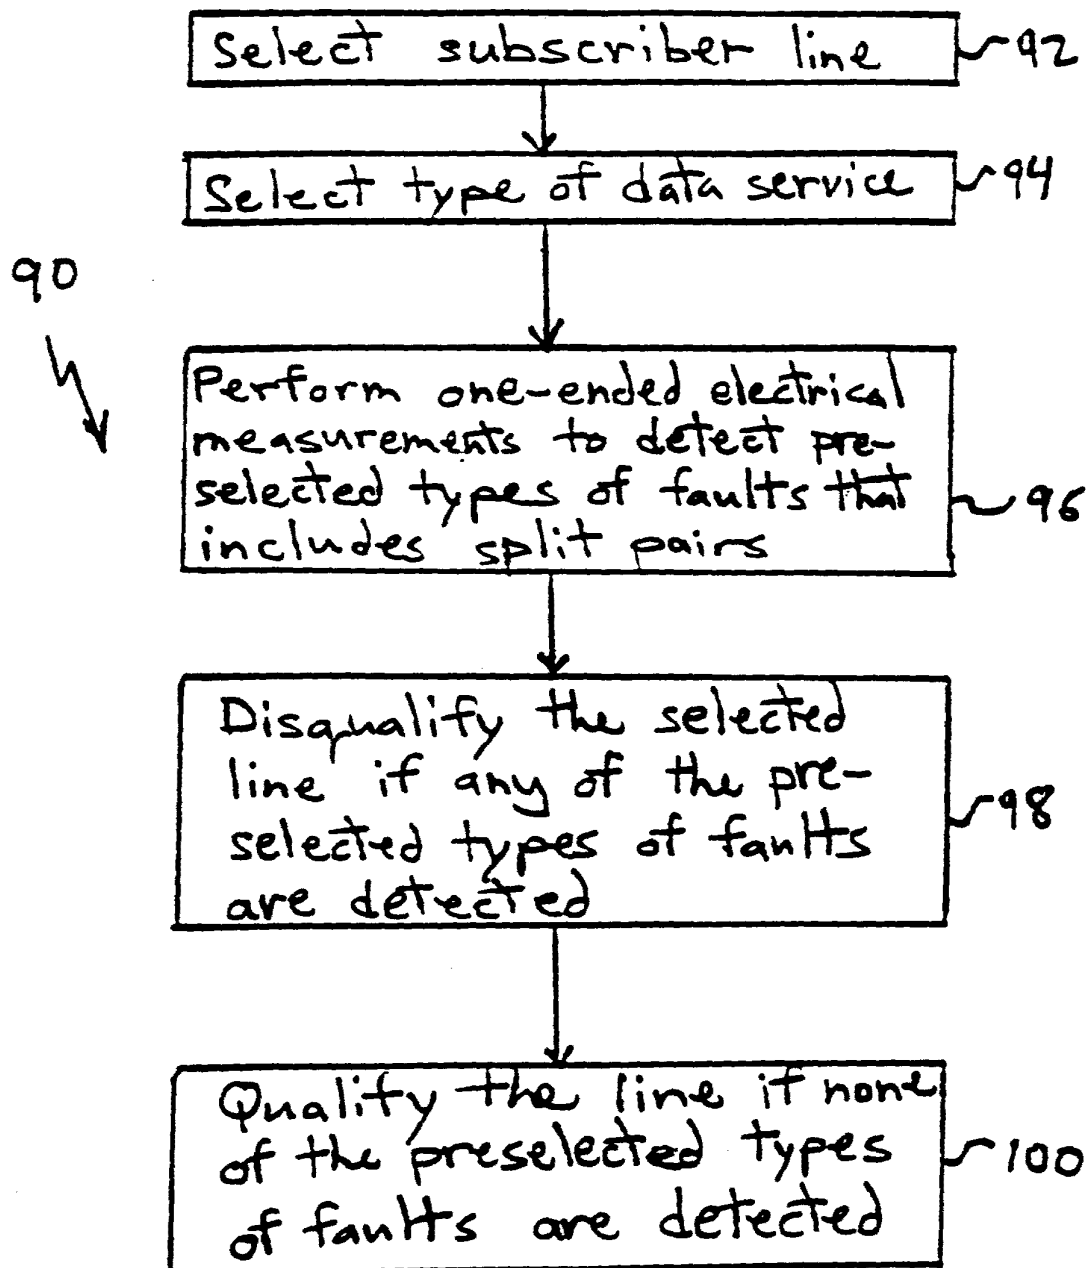 Select subscriber line 92
Select type of data service 94
90
Perform one-ended electrical
measurements to detect pre-
selected types of faults that
includes split pairs
96
Disqualify the selected
line if any of the pre-
selected types of faults
are detected
98
Qualify the line if none
of the preselected types
of faults are detected
100